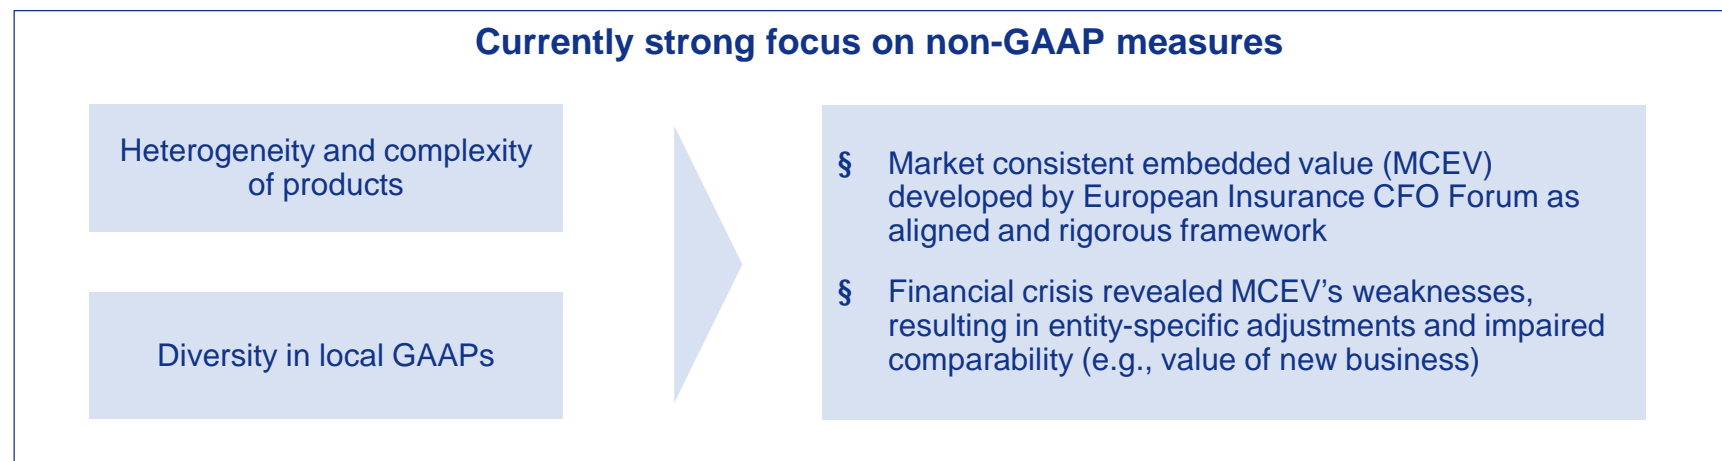 Currently strong focus on non-GAAP measures
Heterogeneity and complexity
of products
Diversity in local GAAPs
§ Market consistent embedded value (MCEV)
developed by European Insurance CFO Forum as
aligned and rigorous framework
§ Financial crisis revealed MCEV's weaknesses,
resulting in entity-specific adjustments and impaired
comparability (e.g., value of new business)